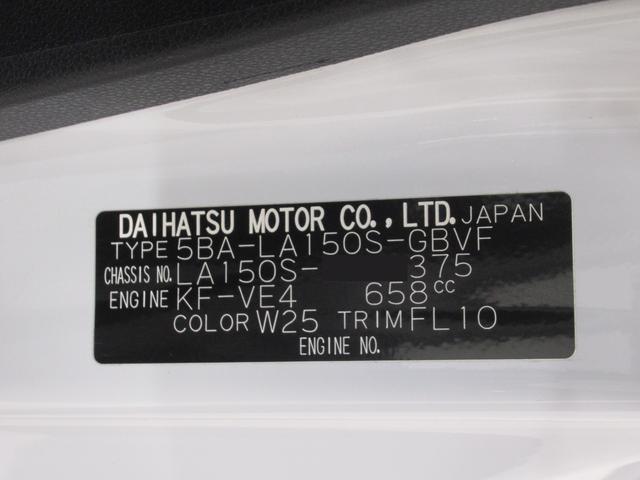 DAIHATSU MOTOR CO., LTD. JAPAN
TYPE 5BA-LA150S-GBVF
CHASSIS NO. LA150S- 375
ENGINE KF-VE4 658cc
COLOR W25 TRIM FL10
ENGINE NO.